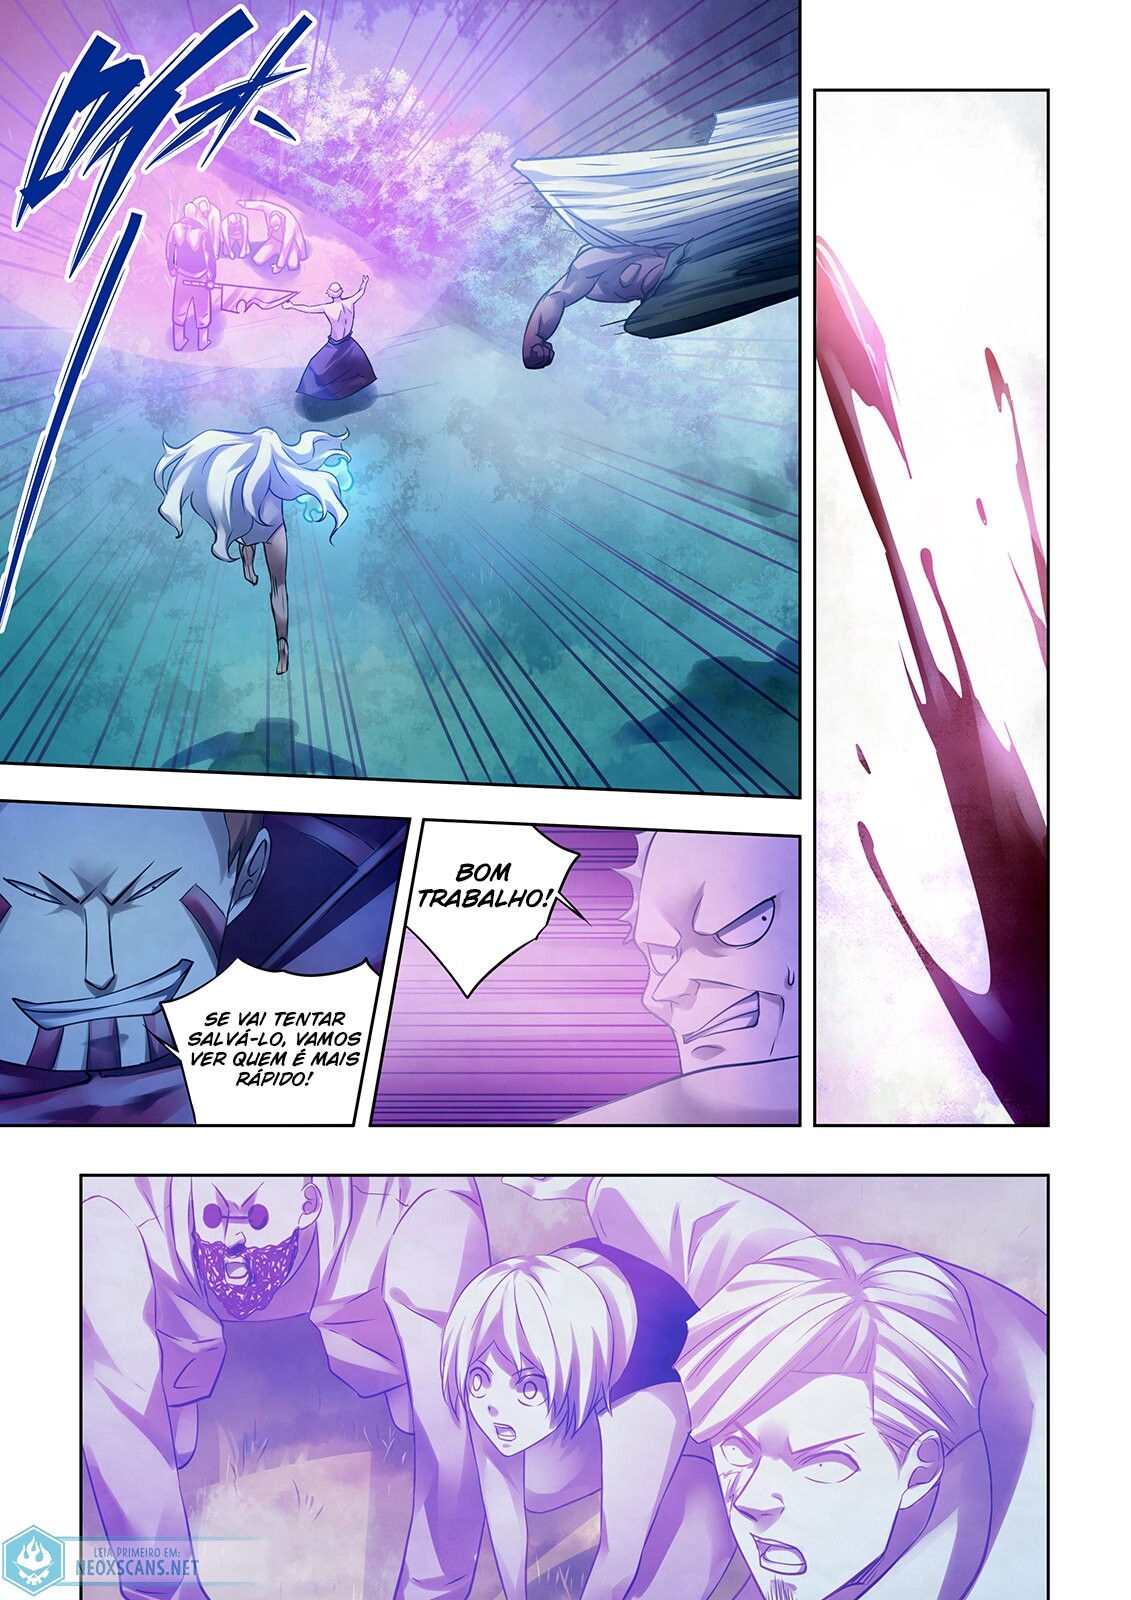 BOM
TRABALHO!
SE VAI TENTAR
SALVÁ-LO, VAMOS
VER QUEM É MAIS
RÁPIDO!
LEIA PRIMEIRO EM:
NEOXSCANS.NET